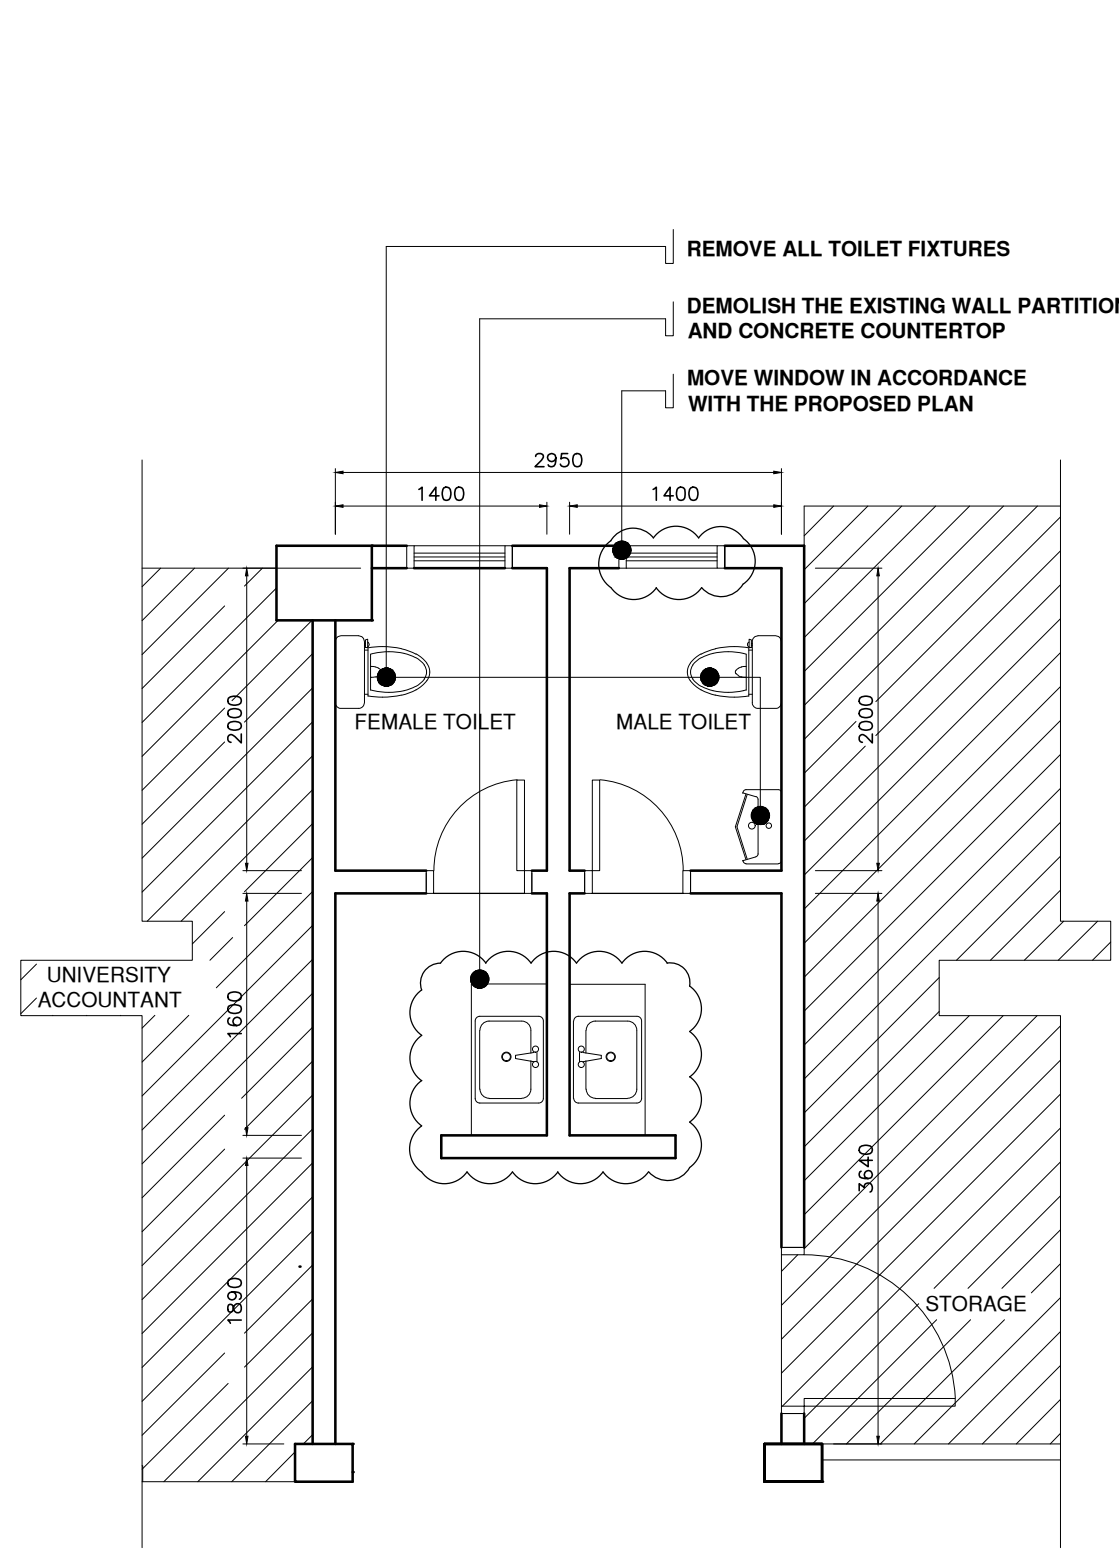 REMOVE ALL TOILET FIXTURES
DEMOLISH THE EXISTING WALL PARTITION
AND CONCRETE COUNTERTOP
MOVE WINDOW IN ACCORDANCE
WITH THE PROPOSED PLAN
2950
1400
1400
2000
2000
FEMALE TOILET
MALE TOILET
UNIVERSITY
ACCOUNTANT
1600
3640
1890
STORAGE